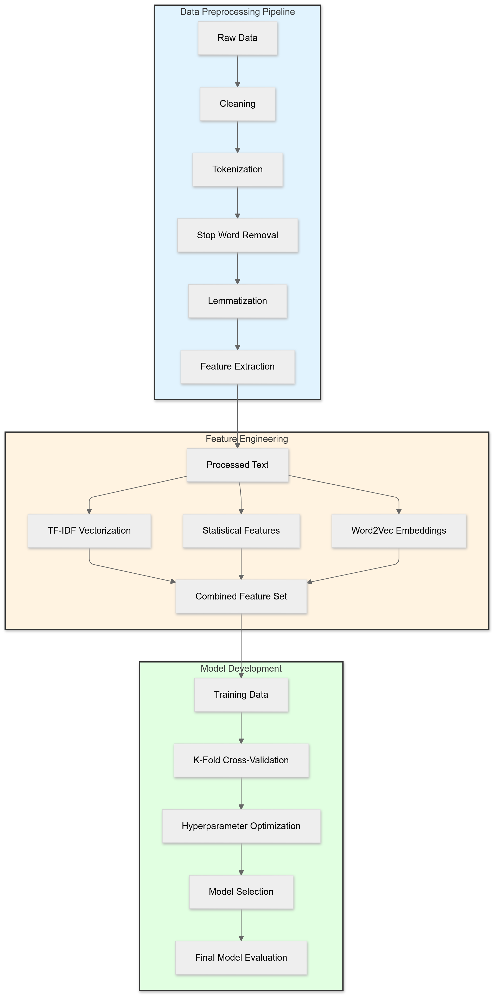 Data Preprocessing Pipeline
Raw Data
Cleaning
Tokenization
Stop Word Removal
Lemmatization
Feature Extraction
Feature Engineering
Processed Text
TF-IDF Vectorization
Statistical Features
Word2Vec Embeddings
Combined Feature Set
Model Development
Training Data
K-Fold Cross-Validation
Hyperparameter Optimization
Model Selection
Final Model Evaluation